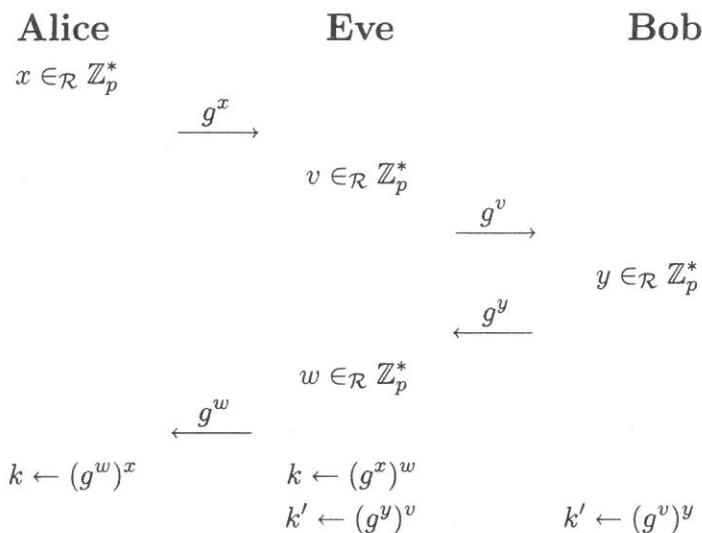 Alice Eve Bob
x ∈_ℛ ℤ_p^*
g^x
v ∈_ℛ ℤ_p^*
g^v
y ∈_ℛ ℤ_p^*
g^y
w ∈_ℛ ℤ_p^*
g^w
k ← (g^w)^x k ← (g^x)^w
k′ ← (g^y)^v k′ ← (g^v)^y